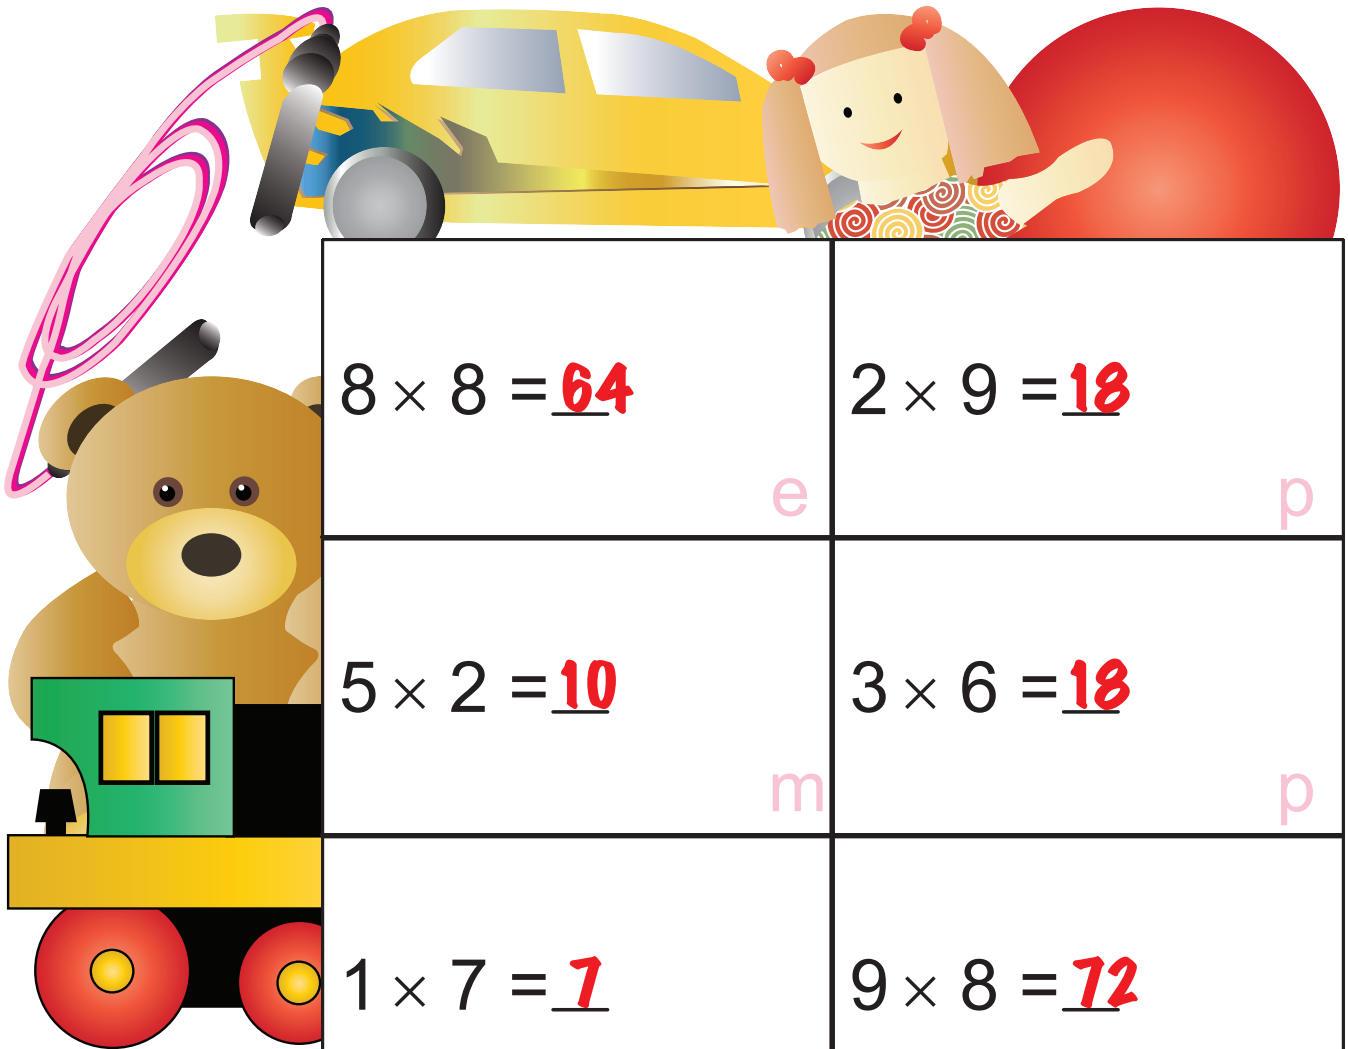 8 × 8 = 64
2 × 9 = 18
e
p
5 × 2 = 10
3 × 6 = 18
m
p
1 × 7 = 7
9 × 8 = 72